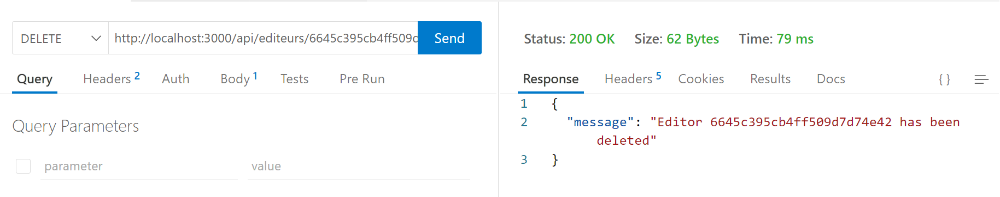 DELETE http://localhost:3000/api/editeurs/6645c395cb4ff509d Send
Query Headers 2 Auth Body 1 Tests Pre Run
Query Parameters
parameter value
Status: 200 OK Size: 62 Bytes Time: 79 ms
Response Headers 5 Cookies Results Docs { }
1 {
2 "message": "Editor 6645c395cb4ff509d7d74e42 has been
deleted"
3 }